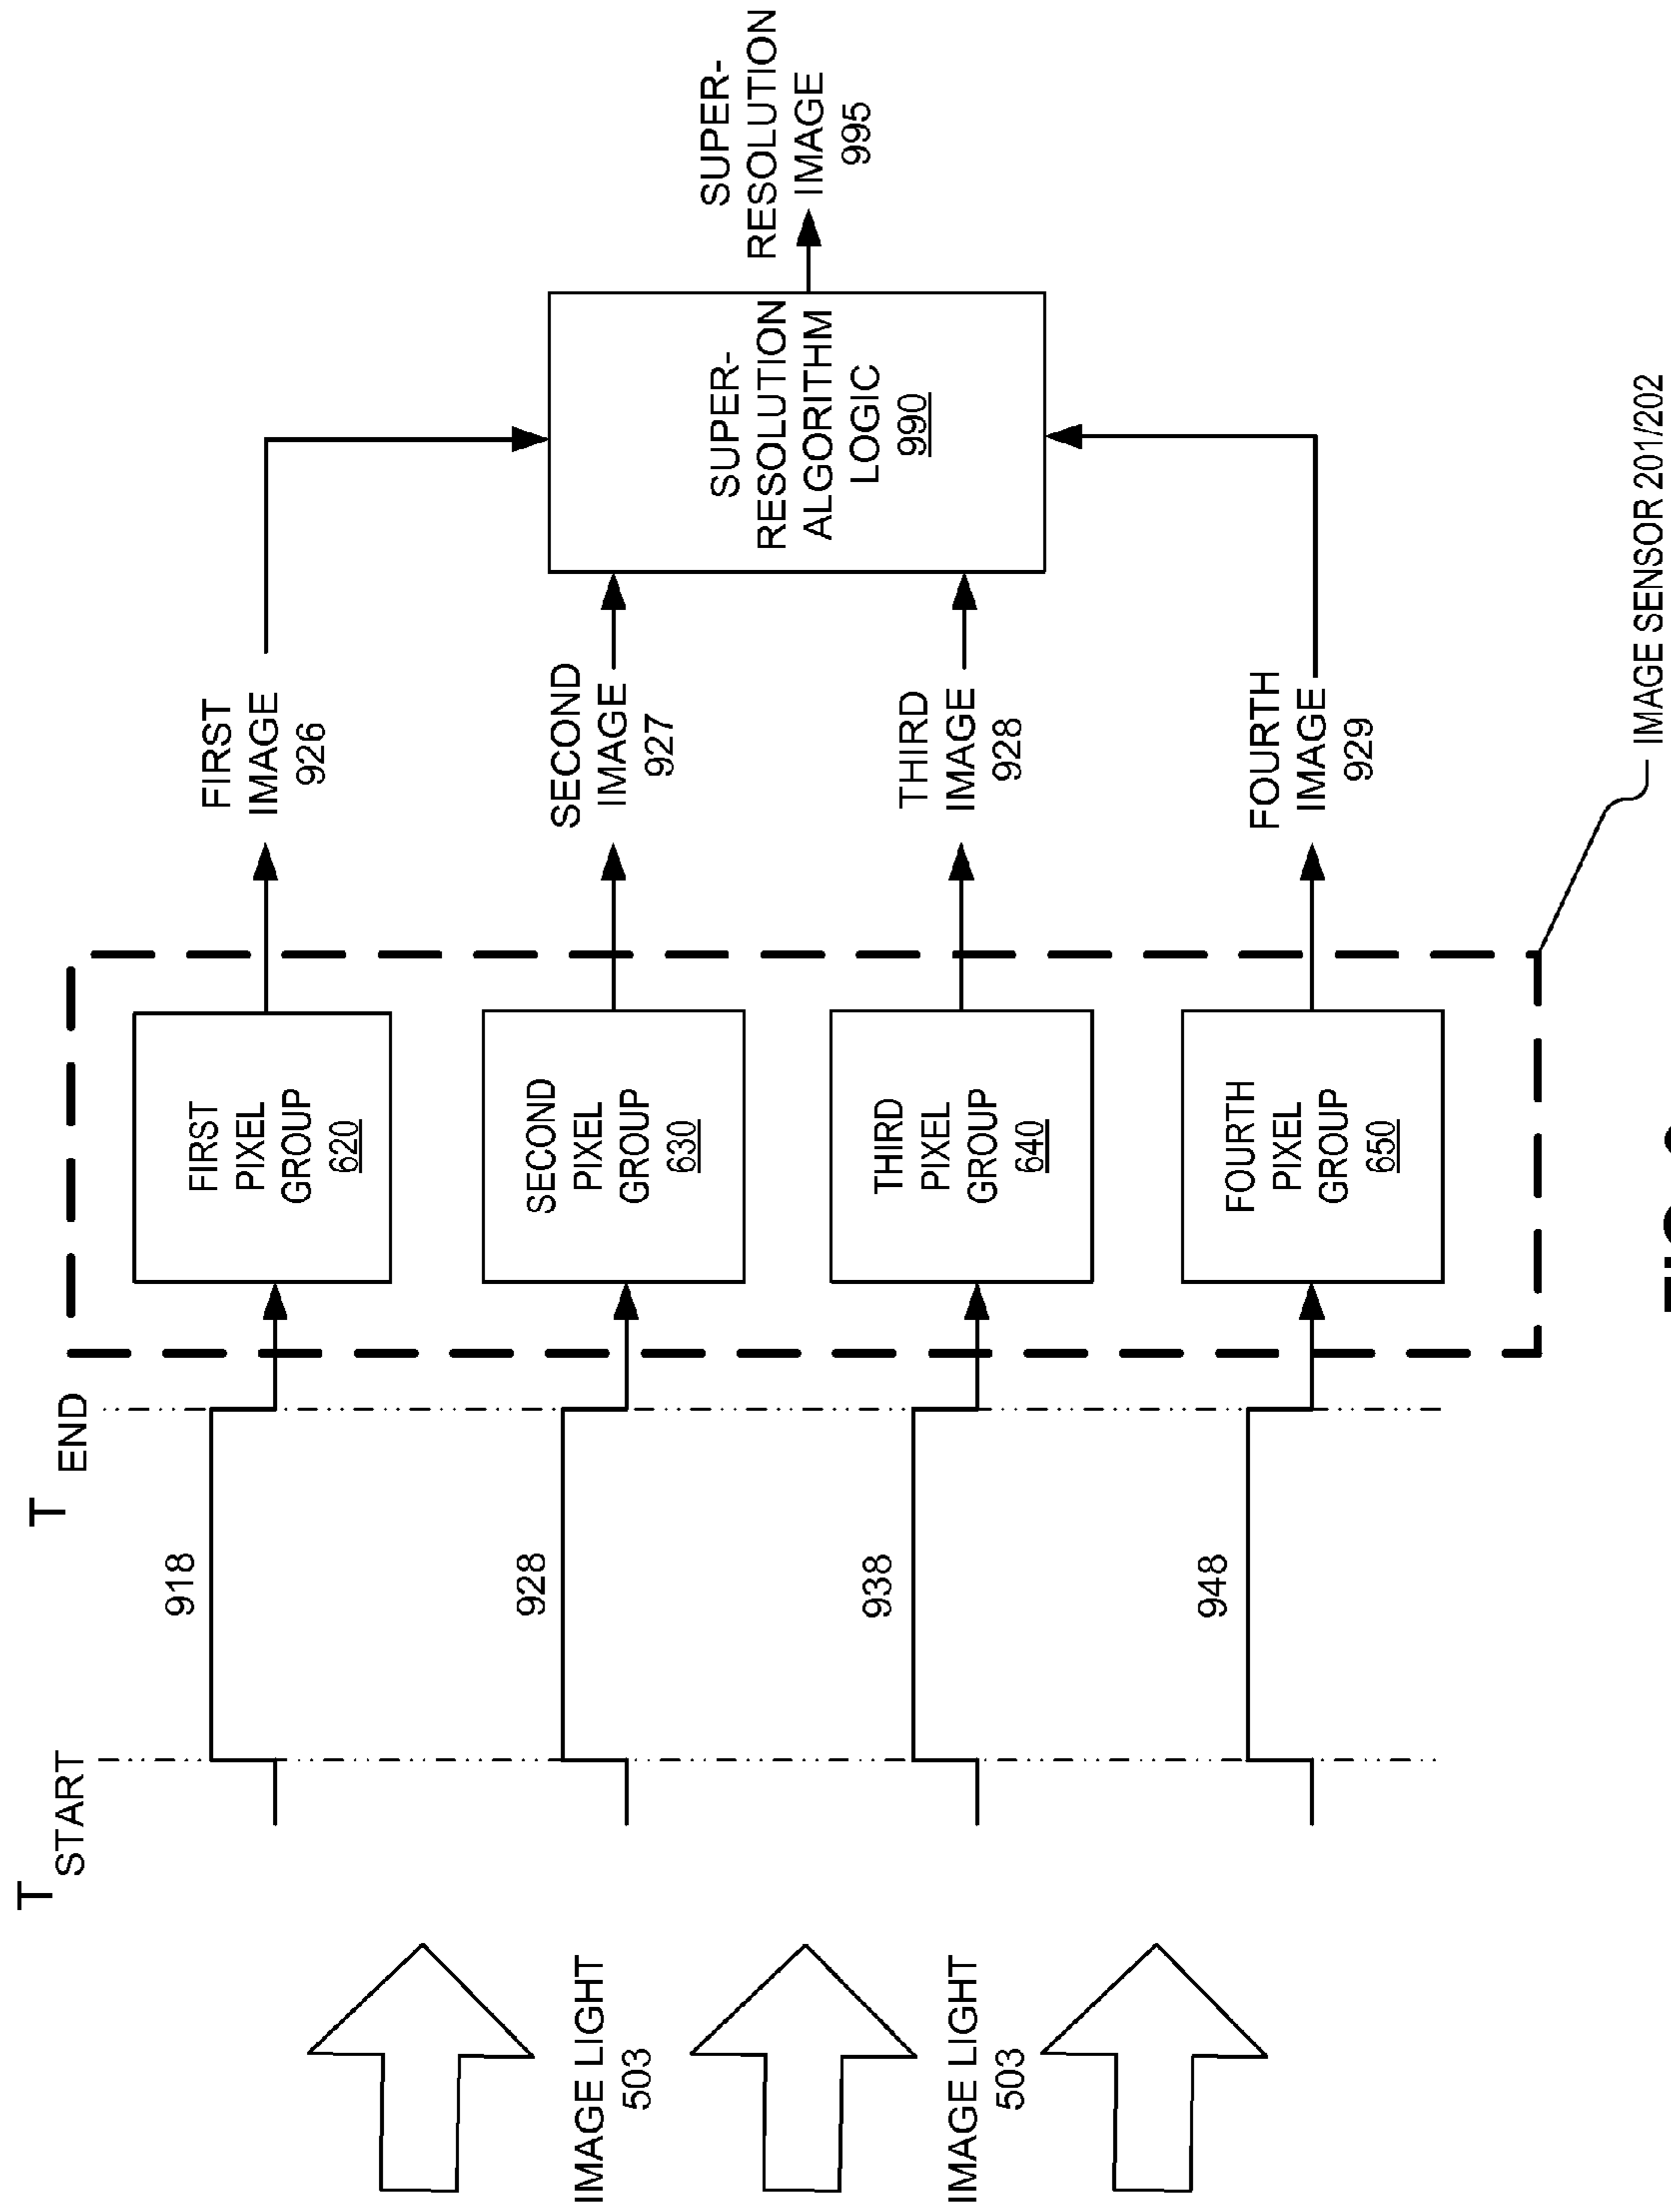 T START
T END
IMAGE LIGHT
503
IMAGE LIGHT
503
918
928
938
948
FIRST
PIXEL
GROUP
620
SECOND
PIXEL
GROUP
630
THIRD
PIXEL
GROUP
640
FOURTH
PIXEL
GROUP
650
FIRST
IMAGE
926
SECOND
IMAGE
927
THIRD
IMAGE
928
FOURTH
IMAGE
929
SUPER-
RESOLUTION
ALGORITHM
LOGIC
990
SUPER-
RESOLUTION
IMAGE
995
IMAGE SENSOR 201/202